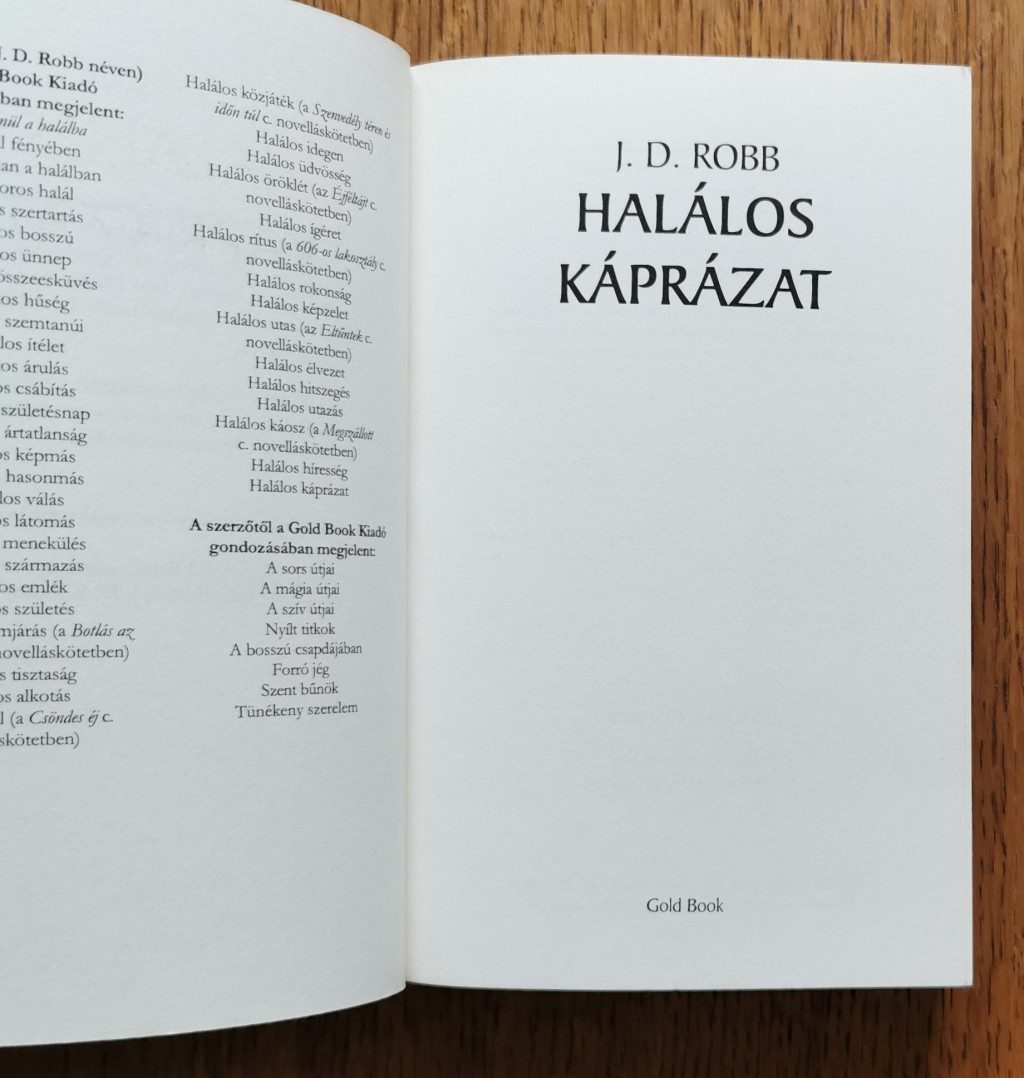 J. D. Robb néven)
Book Kiadó
ban megjelent:
nül a halálba
l fényében
an a halálban
oros halál
s szertartás
os bosszú
os ünnep
összeesküvés
os hűség
szemtanúi
los ítélet
os árulás
os csábítás
születésnap
ártatlanság
os képmás
hasonmás
los válás
os látomás
menekülés
származás
os emlék
os születés
mjárás (a Botlás az
novelláskötetben)
s tisztaság
os alkotás
l (a Csöndes éj c.
skötetben)
Halálos közjáték (a Szenvedély téren és
időn túl c. novelláskötetben)
Halálos idegen
Halálos üdvösség
Halálos öröklét (az Éjféltájt c.
novelláskötetben)
Halálos igéret
Halálos rítus (a 606-os lakosztály c.
novelláskötetben)
Halálos rokonság
Halálos képzelet
Halálos utas (az Eltűntek c.
novelláskötetben)
Halálos élvezet
Halálos hitszegés
Halálos utazás
Halálos káosz (a Megszállott
c. novelláskötetben)
Halálos híresség
Halálos káprázat
A szerzőtől a Gold Book Kiadó
gondozásában megjelent:
A sors útjai
A mágia útjai
A szív útjai
Nyílt titkok
A bosszú csapdájában
Forró jég
Szent bűnök
Tünékeny szerelem
J. D. ROBB
HALÁLOS
KÁPRÁZAT
Gold Book